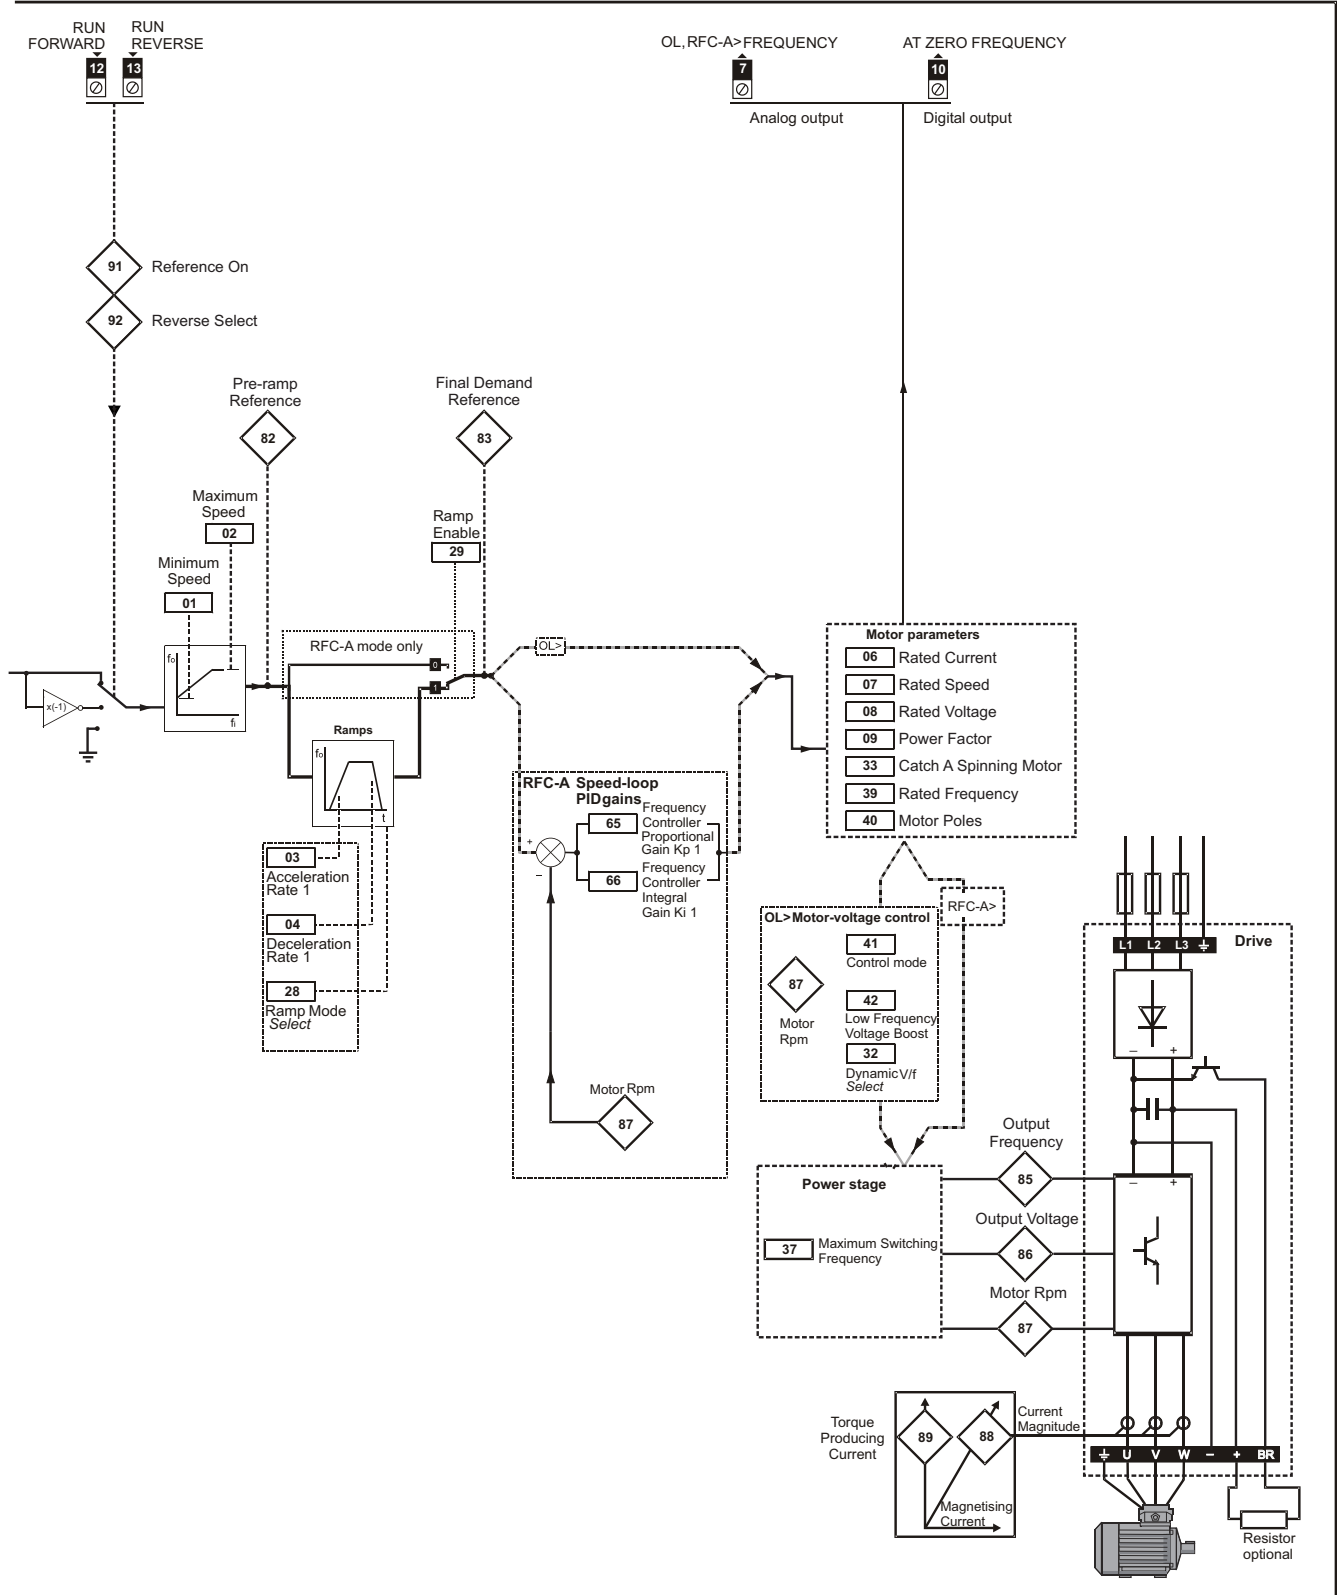 RUN
FORWARD
RUN
REVERSE
12
13
OL, RFC-A> FREQUENCY
AT ZERO FREQUENCY
7
10
Analog output
Digital output
91
Reference On
92
Reverse Select
Pre-ramp
Reference
82
Final Demand
Reference
83
Maximum
Speed
02
Minimum
Speed
01
Ramp
Enable
29
RFC-A mode only
0
1
OL>
fo
fi
x(-1)
Ramps
fo
t
03
Acceleration
Rate 1
04
Deceleration
Rate 1
28
Ramp Mode
Select
RFC-A Speed-loop
PID gains
+
−
65
Frequency
Controller
Proportional
Gain Kp 1
66
Frequency
Controller
Integral
Gain Ki 1
Motor Rpm
87
Motor parameters
06 Rated Current
07 Rated Speed
08 Rated Voltage
09 Power Factor
33 Catch A Spinning Motor
39 Rated Frequency
40 Motor Poles
RFC-A>
OL> Motor-voltage control
41
Control mode
87
Motor
Rpm
42
Low Frequency
Voltage Boost
32
Dynamic V/f
Select
Power stage
37
Maximum Switching
Frequency
Output
Frequency
85
Output Voltage
86
Motor Rpm
87
Drive
L1 L2 L3
− +
− +
Torque
Producing
Current
89
88
Current
Magnitude
Magnetising
Current
U V W − + BR
Resistor
optional